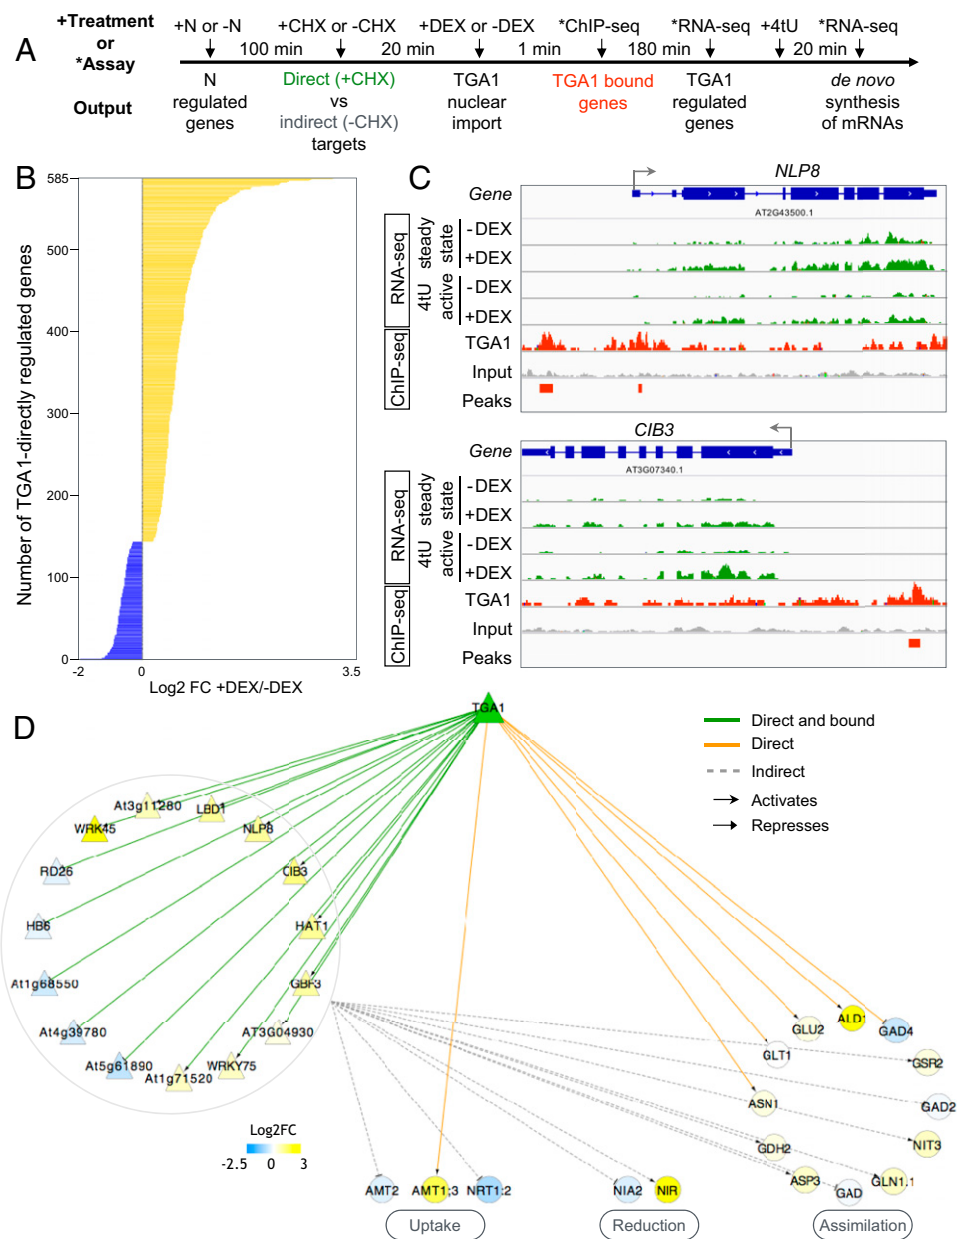 A
+Treatment
or
*Assay
Output
+N or -N
+CHX or -CHX
+DEX or -DEX
*ChIP-seq
*RNA-seq
+4tU
*RNA-seq
100 min
20 min
1 min
180 min
20 min
N
regulated
genes
Direct (+CHX)
vs
indirect (-CHX)
targets
TGA1
nuclear
import
TGA1 bound
genes
TGA1
regulated
genes
de novo
synthesis
of mRNAs
B
Number of TGA1-directly regulated genes
585
500
400
300
200
100
0
-2
0
3.5
Log2 FC +DEX/-DEX
C
NLP8
Gene
AT2G43500.1
RNA-seq
4tU steady
active state
-DEX
+DEX
-DEX
+DEX
ChIP-seq
TGA1
Input
Peaks
CIB3
Gene
AT3G07340.1
RNA-seq
4tU steady
active state
-DEX
+DEX
-DEX
+DEX
ChIP-seq
TGA1
Input
Peaks
D
TGA1
Direct and bound
Direct
Indirect
Activates
Represses
At3g11280
LBD1
WRK45
NLP8
RD26
CIB3
HB6
HAT1
At1g68550
GBF3
At4g39780
AT3G04930
At5g61890
At1g71520
WRKY75
Log2FC
-2.5
0
3
GLU2
ALD1
GAD4
GLT1
GSR2
ASN1
GAD2
GDH2
NIT3
ASP3
GAD
GLN1.1
AMT2
AMT1;3
NRT1:2
NIA2
NIR
Uptake
Reduction
Assimilation